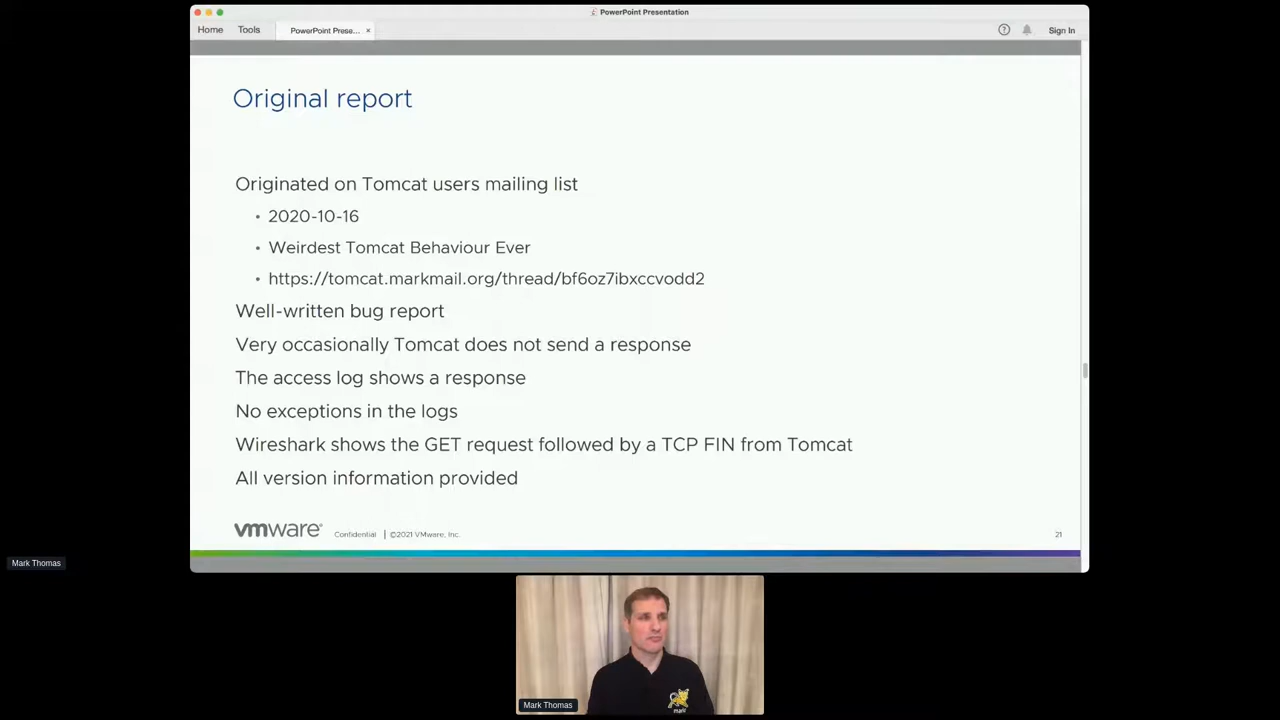 PowerPoint Presentation
Home Tools PowerPoint Prese... × Sign In
Original report
Originated on Tomcat users mailing list
• 2020-10-16
• Weirdest Tomcat Behaviour Ever
• https://tomcat.markmail.org/thread/bf6oz7ibxccvodd2
Well-written bug report
Very occasionally Tomcat does not send a response
The access log shows a response
No exceptions in the logs
Wireshark shows the GET request followed by a TCP FIN from Tomcat
All version information provided
vmware® Confidential | ©2021 VMware, Inc. 21
Mark Thomas
mark
Mark Thomas